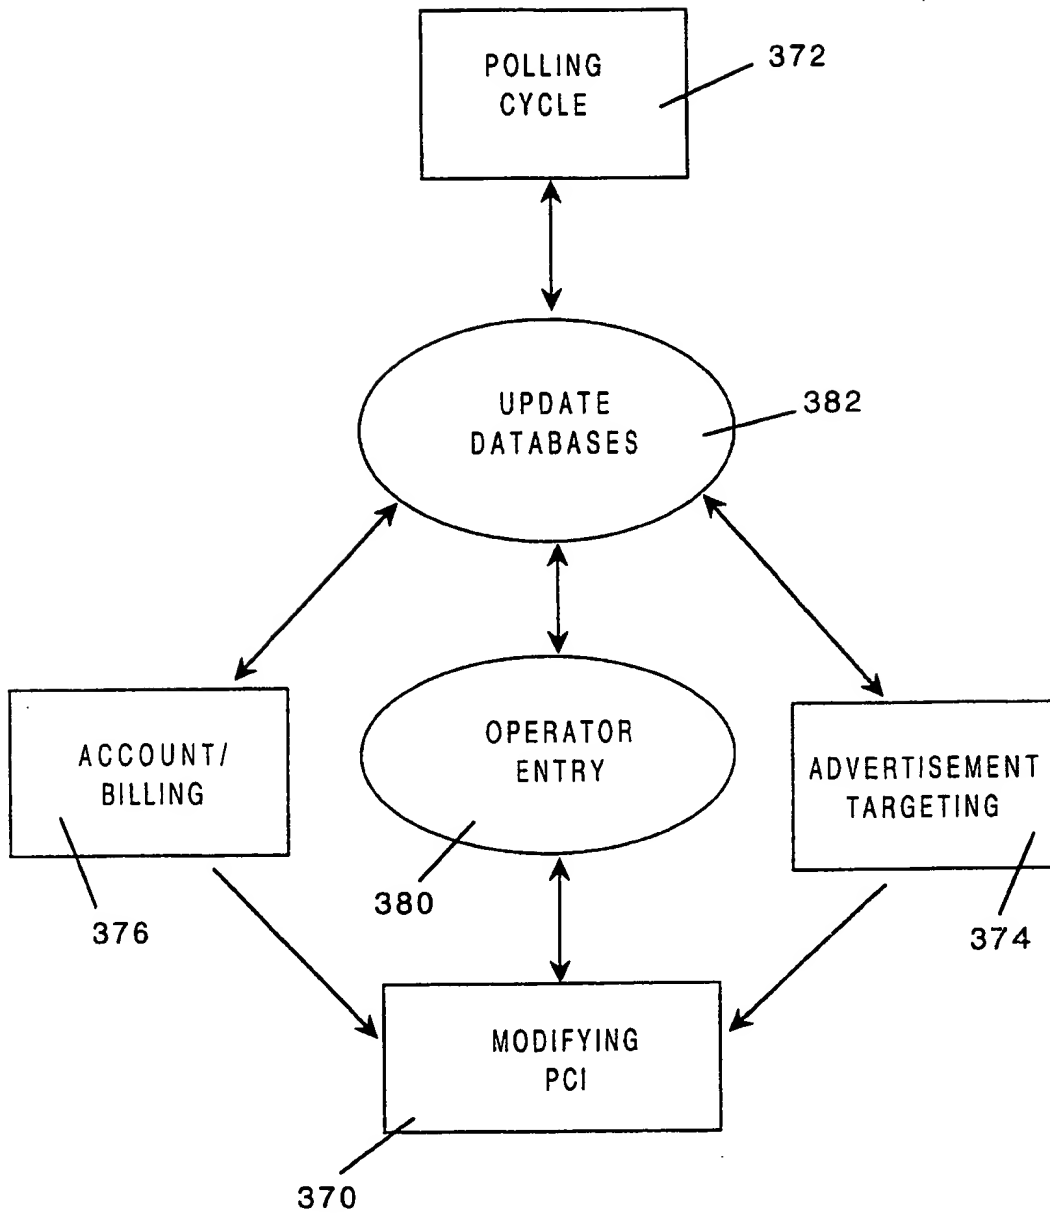 POLLING
CYCLE
372
UPDATE
DATABASES
382
ACCOUNT/
BILLING
376
OPERATOR
ENTRY
380
ADVERTISEMENT
TARGETING
374
MODIFYING
PCI
370